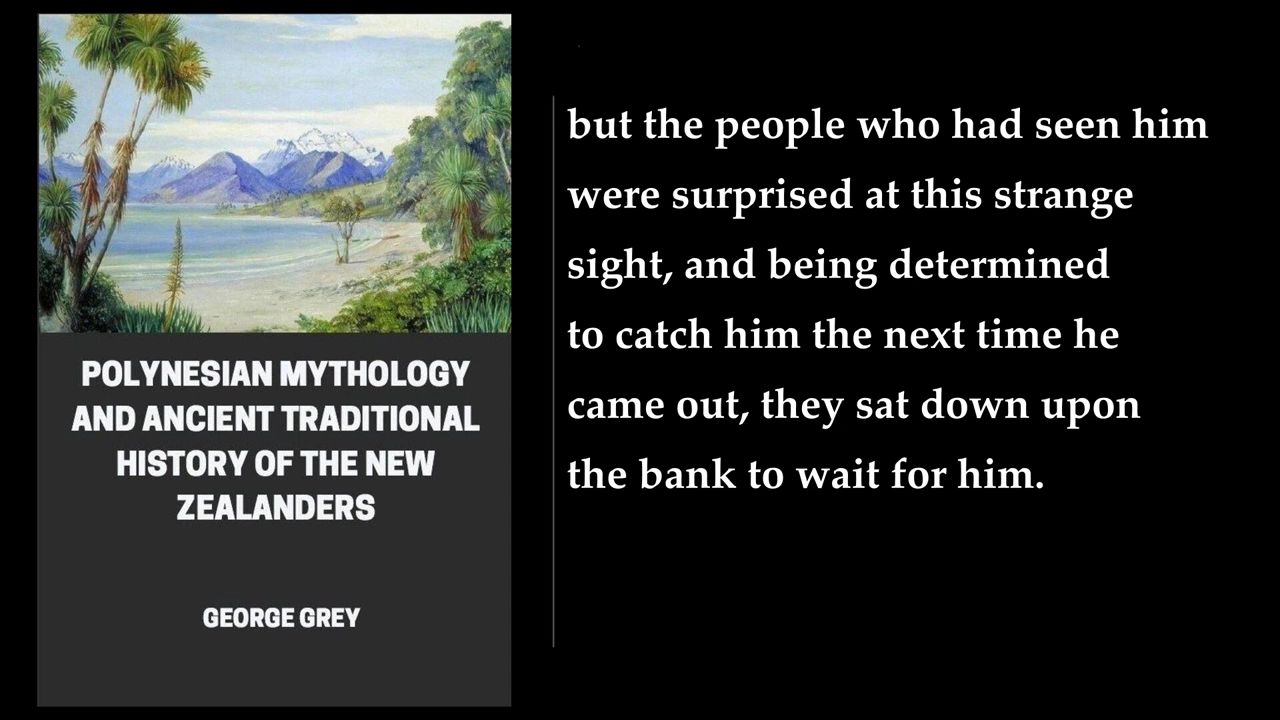 POLYNESIAN MYTHOLOGY
AND ANCIENT TRADITIONAL
HISTORY OF THE NEW
ZEALANDERS
GEORGE GREY
but the people who had seen him
were surprised at this strange
sight, and being determined
to catch him the next time he
came out, they sat down upon
the bank to wait for him.